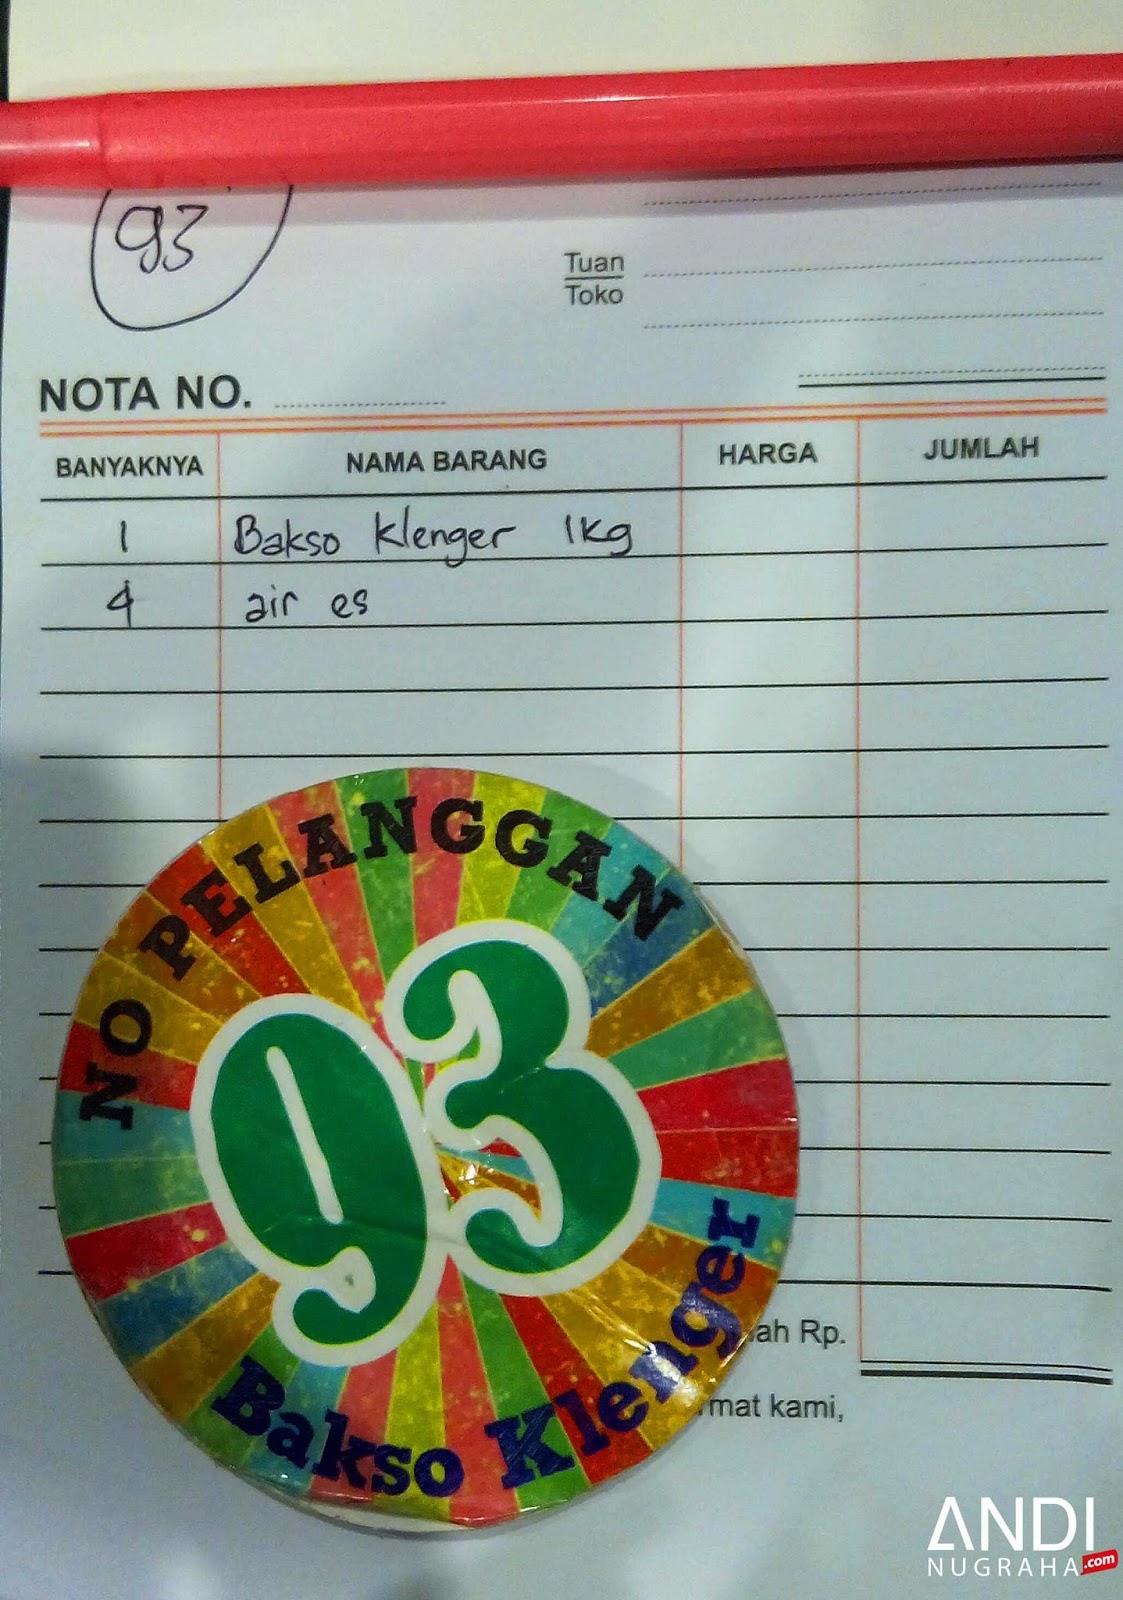 93
Tuan
Toko
NOTA NO.
BANYAKNYA NAMA BARANG HARGA JUMLAH
1 Bakso Klenger 1kg
4 air es
NO PELANGGAN
93
Bakso Klenger
ah Rp.
mat kami,
ANDI
NUGRAHA.com